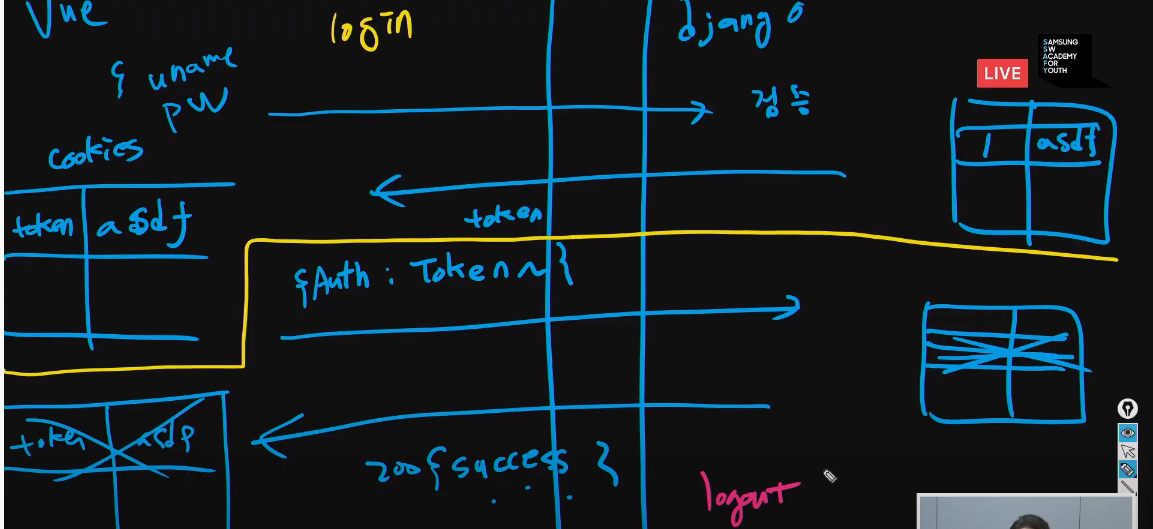 Vue
login
django
SAMSUNG
SW
ACADEMY
FOR
YOUTH
LIVE
{ uname
PW
검증
cookies
1 asdf
token asdf
token
{Auth : Token ~ }
token asdf
200 { success }
...
logout